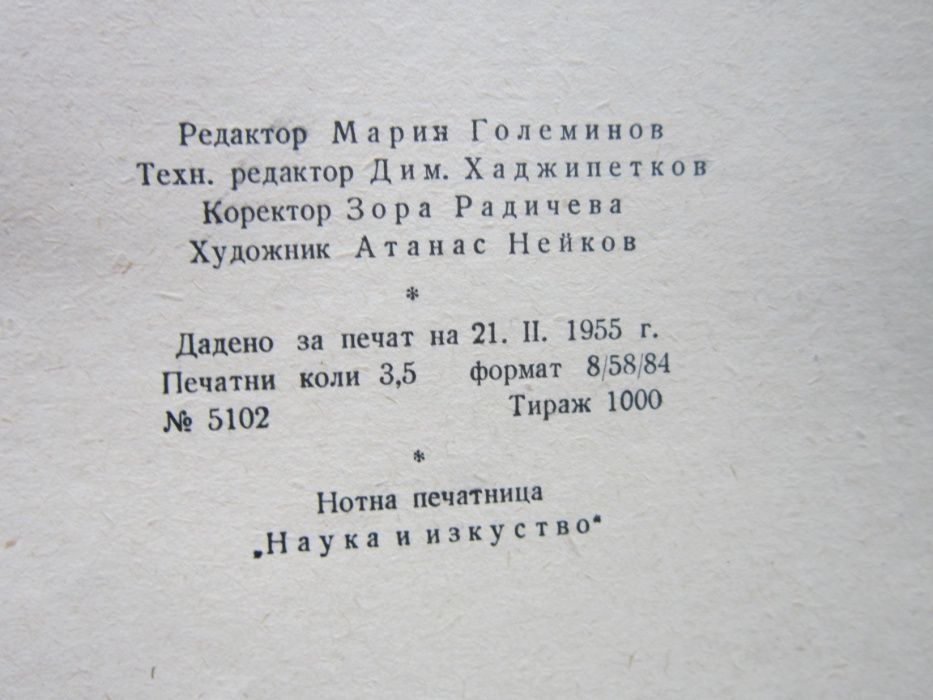 Редактор Марин Големинов
Техн. редактор Дим. Хаджипетков
Коректор Зора Радичева
Художник Атанас Нейков
*
Дадено за печат на 21. II. 1955 г.
Печатни коли 3,5 формат 8/58/84
№ 5102 Тираж 1000
*
Нотна печатница
„Наука и изкуство“